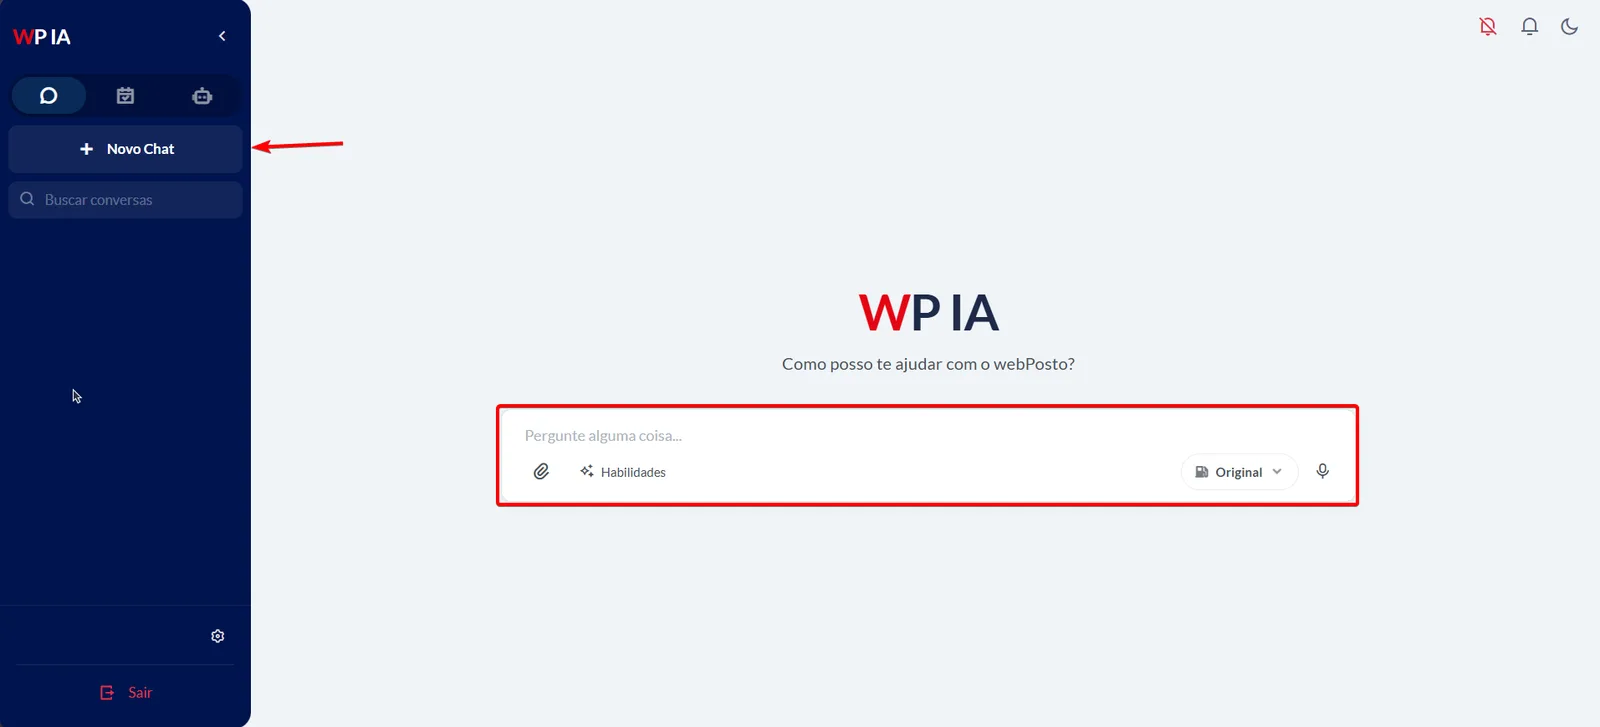 WP IA
Novo Chat
Buscar conversas
WP IA
Como posso te ajudar com o webPosto?
Pergunte alguma coisa...
Habilidades
Original
Sair